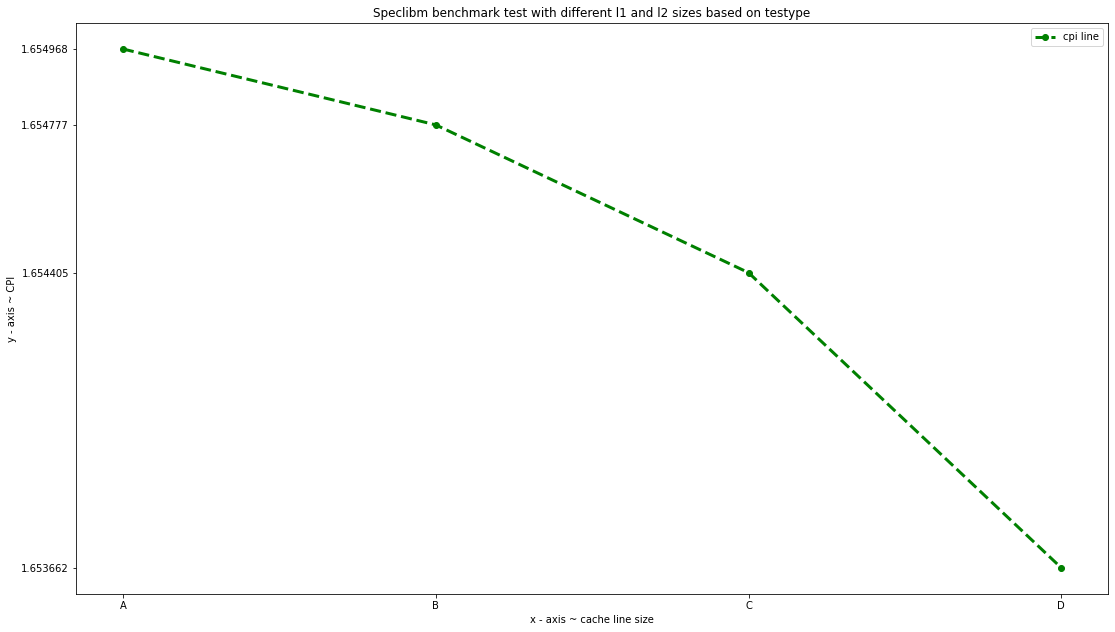 Speclibm benchmark test with different l1 and l2 sizes based on testype
cpi line
1.654968
1.654777
1.654405
1.653662
y - axis ~ CPI
A
B
C
D
x - axis ~ cache line size